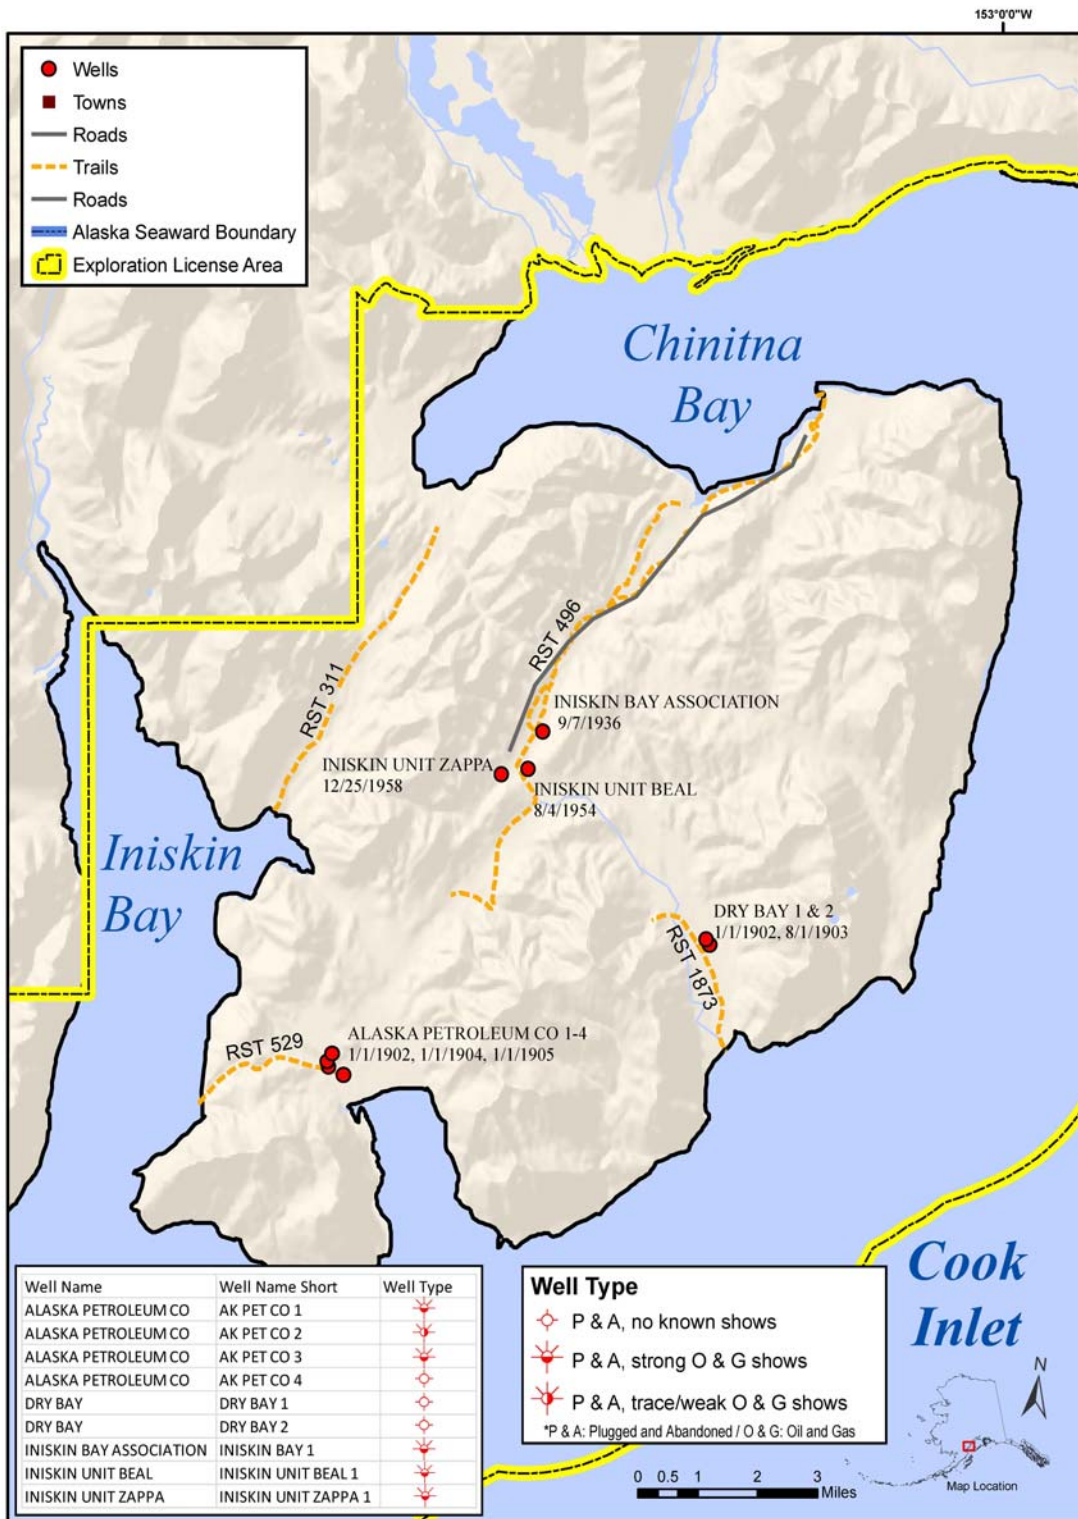 153°0'0"W
Wells
Towns
Roads
Trails
Roads
Alaska Seaward Boundary
Exploration License Area
Chinitna
Bay
RST 496
RST 311
INISKIN BAY ASSOCIATION
9/7/1936
INISKIN UNIT ZAPPA
12/25/1958
INISKIN UNIT BEAL
8/4/1954
Iniskin
Bay
DRY BAY 1 & 2
1/1/1902, 8/1/1903
RST 1873
ALASKA PETROLEUM CO 1-4
1/1/1902, 1/1/1904, 1/1/1905
RST 529
Cook
Inlet
Well Name Well Name Short Well Type
ALASKA PETROLEUM CO AK PET CO 1
ALASKA PETROLEUM CO AK PET CO 2
ALASKA PETROLEUM CO AK PET CO 3
ALASKA PETROLEUM CO AK PET CO 4
DRY BAY DRY BAY 1
DRY BAY DRY BAY 2
INISKIN BAY ASSOCIATION INISKIN BAY 1
INISKIN UNIT BEAL INISKIN UNIT BEAL 1
INISKIN UNIT ZAPPA INISKIN UNIT ZAPPA 1
Well Type
P & A, no known shows
P & A, strong O & G shows
P & A, trace/weak O & G shows
*P & A: Plugged and Abandoned / O & G: Oil and Gas
0 0.5 1 2 3
Miles
N
Map Location